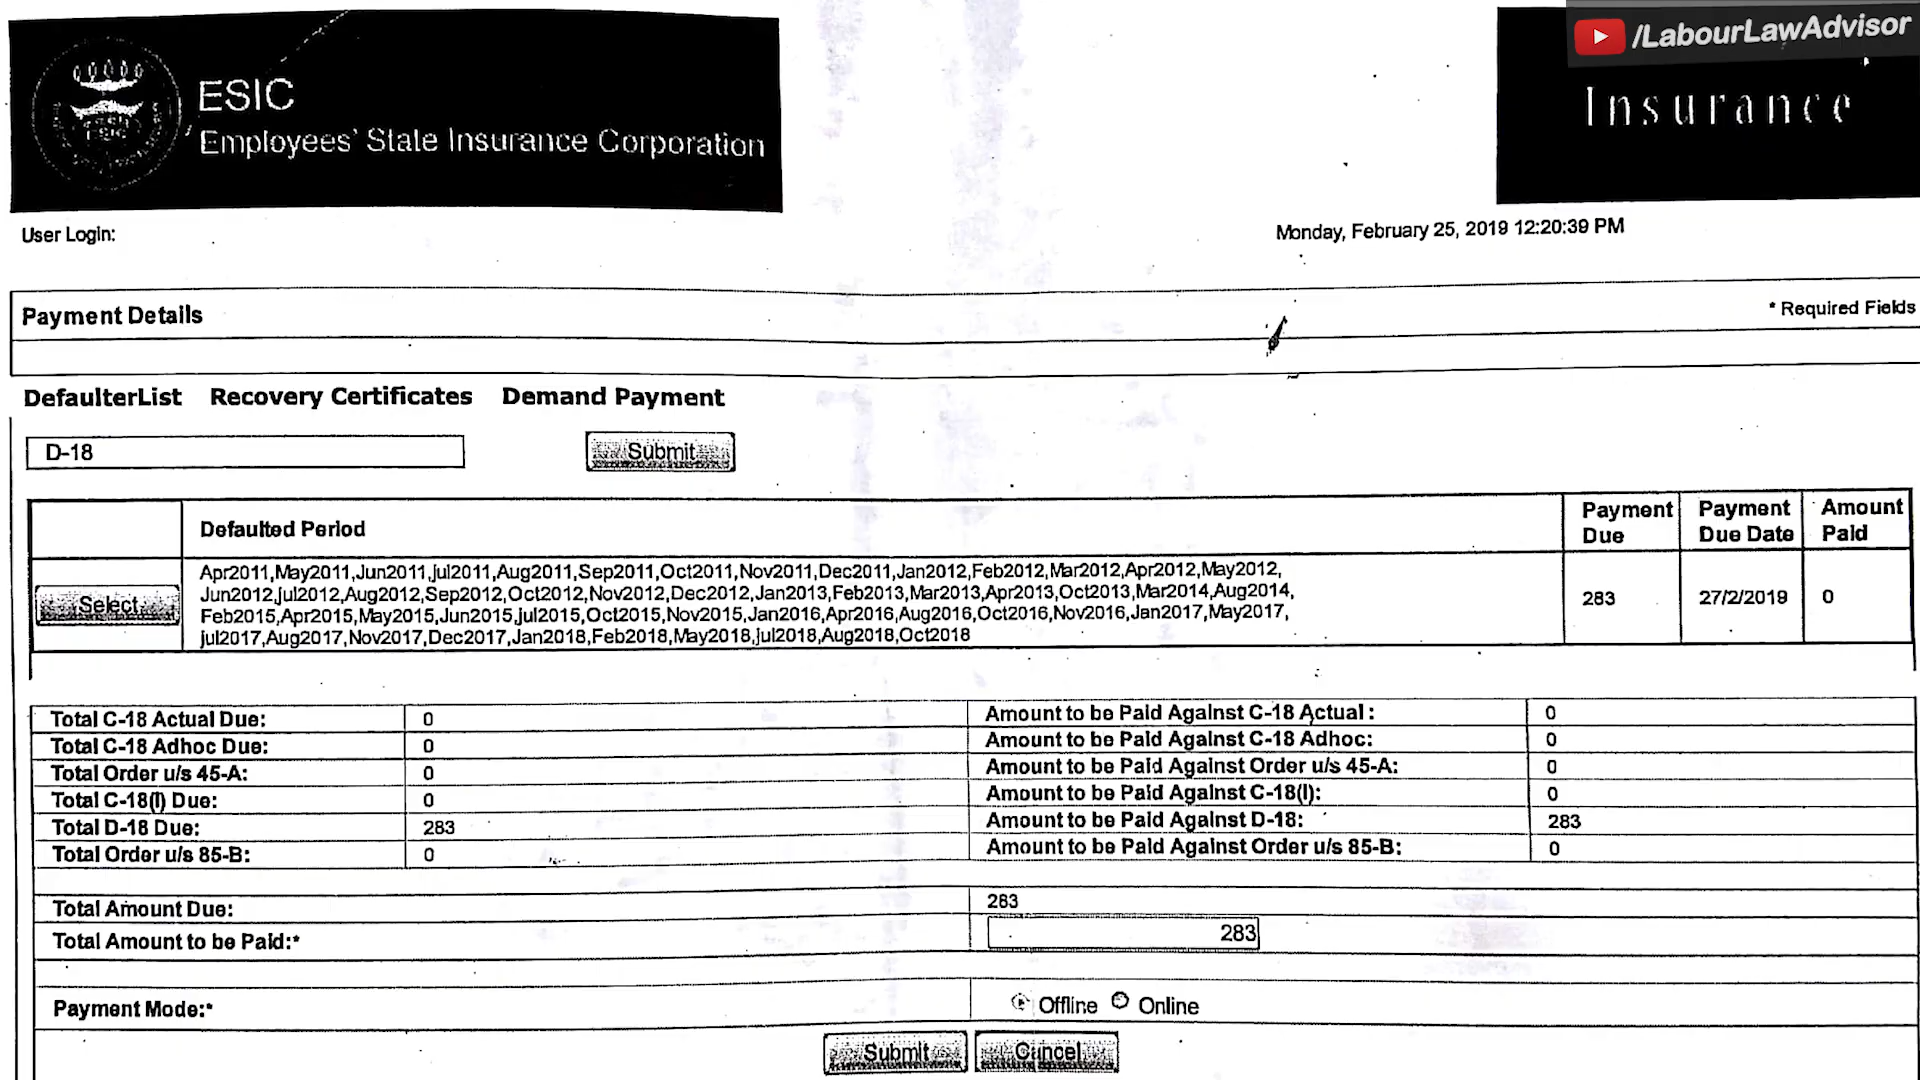 /LabourLawAdvisor
ESIC
Employees' State Insurance Corporation
Insurance
User Login:
Monday, February 25, 2019 12:20:39 PM
Payment Details
* Required Fields
DefaulterList Recovery Certificates Demand Payment
D-18 Submit
Defaulted Period Payment Due Payment Due Date Amount Paid
Select
Apr2011,May2011,Jun2011,jul2011,Aug2011,Sep2011,Oct2011,Nov2011,Dec2011,Jan2012,Feb2012,Mar2012,Apr2012,May2012,
Jun2012,jul2012,Aug2012,Sep2012,Oct2012,Nov2012,Dec2012,Jan2013,Feb2013,Mar2013,Apr2013,Oct2013,Mar2014,Aug2014,
Feb2015,Apr2015,May2015,Jun2015,jul2015,Oct2015,Nov2015,Jan2016,Apr2016,Aug2016,Oct2016,Nov2016,Jan2017,May2017,
jul2017,Aug2017,Nov2017,Dec2017,Jan2018,Feb2018,May2018,jul2018,Aug2018,Oct2018
283 27/2/2019 0
Total C-18 Actual Due: 0 Amount to be Paid Against C-18 Actual : 0
Total C-18 Adhoc Due: 0 Amount to be Paid Against C-18 Adhoc: 0
Total Order u/s 45-A: 0 Amount to be Paid Against Order u/s 45-A: 0
Total C-18(I) Due: 0 Amount to be Paid Against C-18(I): 0
Total D-18 Due: 283 Amount to be Paid Against D-18: 283
Total Order u/s 85-B: 0 Amount to be Paid Against Order u/s 85-B: 0
Total Amount Due: 283
Total Amount to be Paid:* 283
Payment Mode:* Offline Online
Submit Cancel